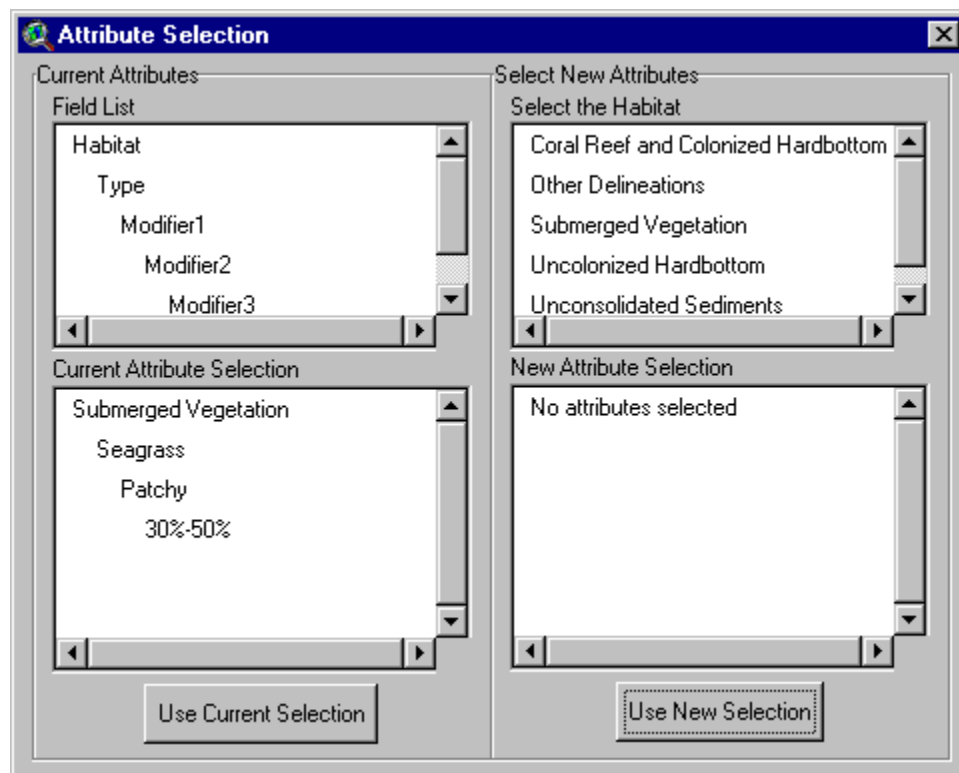 Attribute Selection
Current Attributes
Field List
Habitat
Type
Modifier1
Modifier2
Modifier3
Current Attribute Selection
Submerged Vegetation
Seagrass
Patchy
30%-50%
Use Current Selection
Select New Attributes
Select the Habitat
Coral Reef and Colonized Hardbottom
Other Delineations
Submerged Vegetation
Uncolonized Hardbottom
Unconsolidated Sediments
New Attribute Selection
No attributes selected
Use New Selection